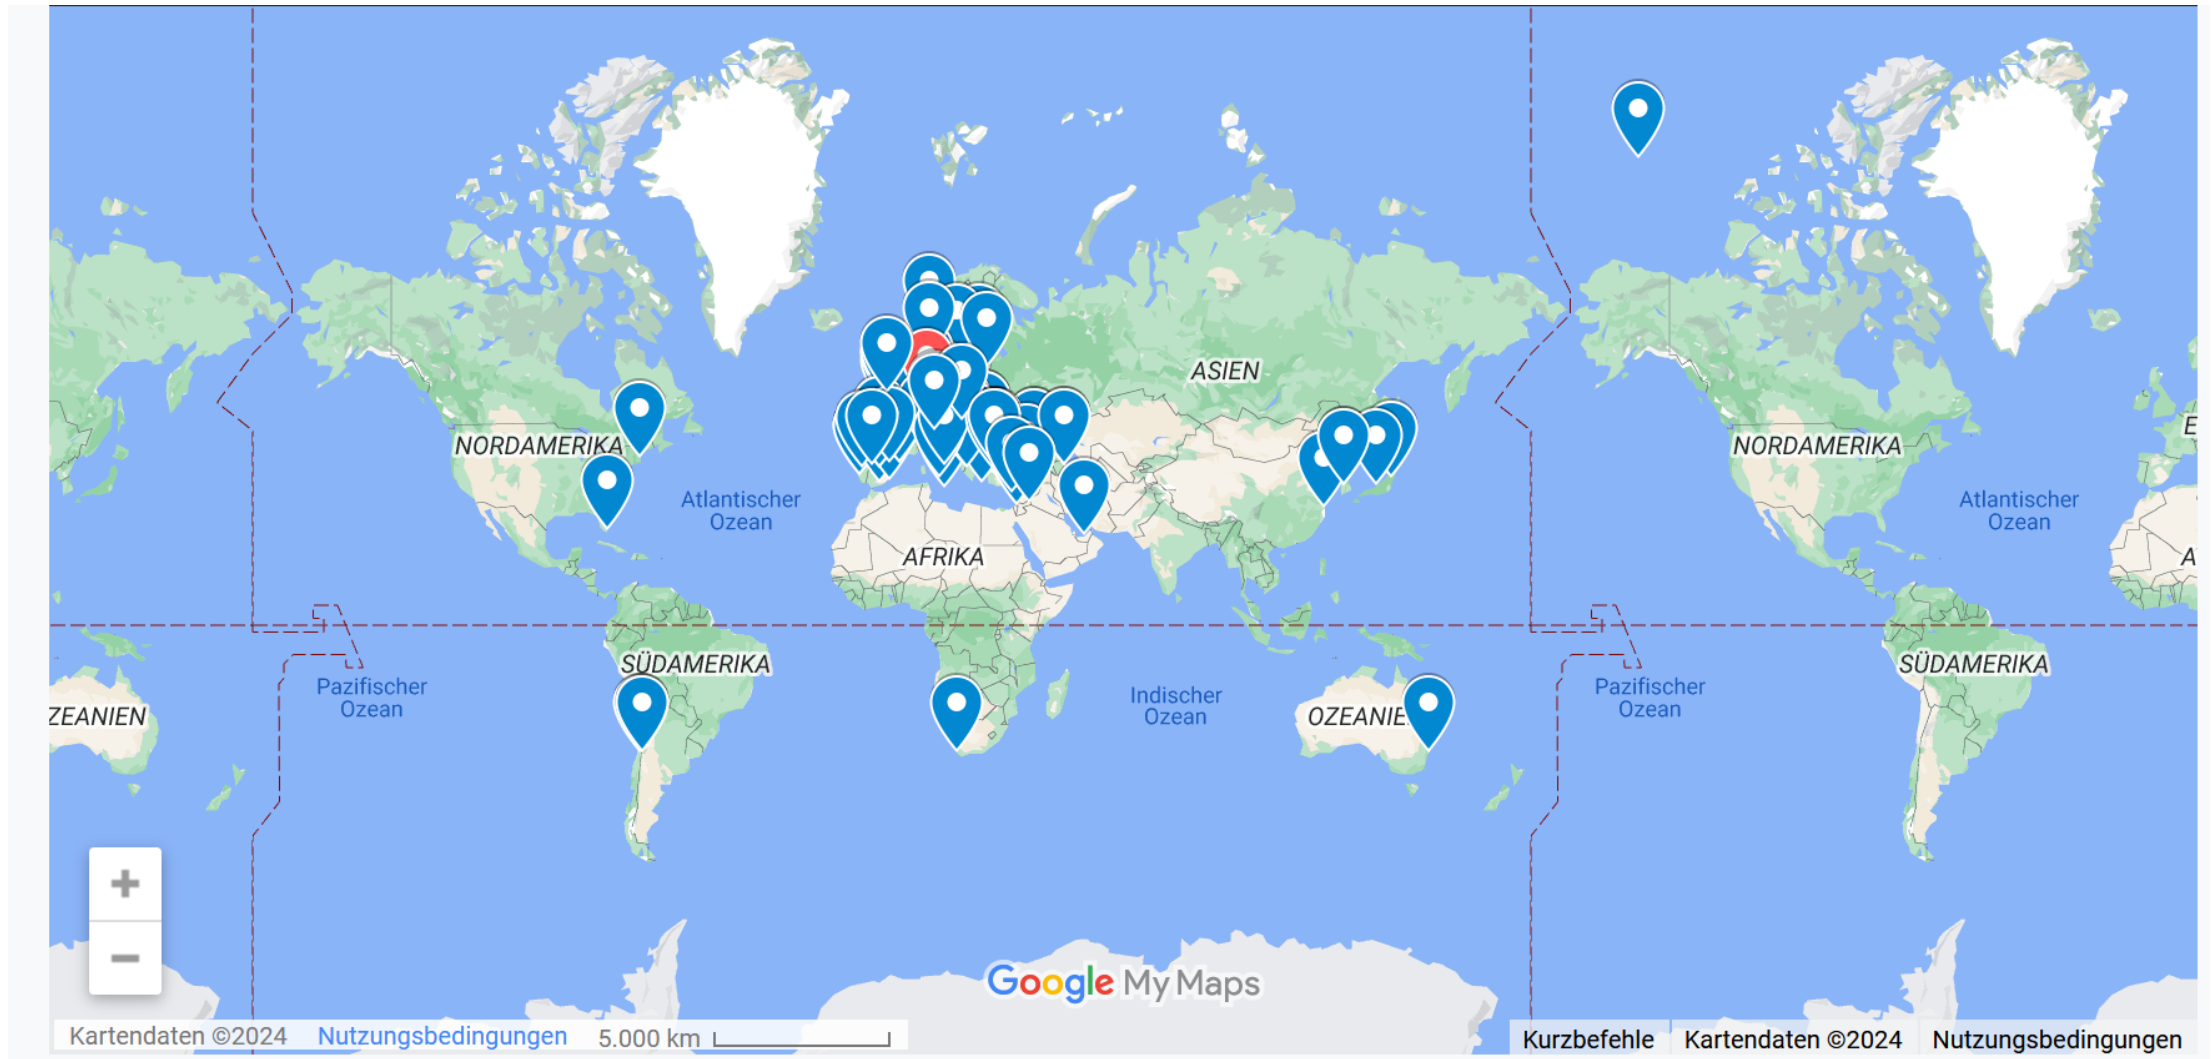 ASIEN
NORDAMERIKA
NORDAMERIKA
E
Atlantischer
Ozean
Atlantischer
Ozean
AFRIKA
A
SÜDAMERIKA
SÜDAMERIKA
Pazifischer
Ozean
Indischer
Ozean
Pazifischer
Ozean
ZEANIEN
OZEANIE
+
−
Google My Maps
Kartendaten ©2024 Nutzungsbedingungen 5.000 km
Kurzbefehle Kartendaten ©2024 Nutzungsbedingungen